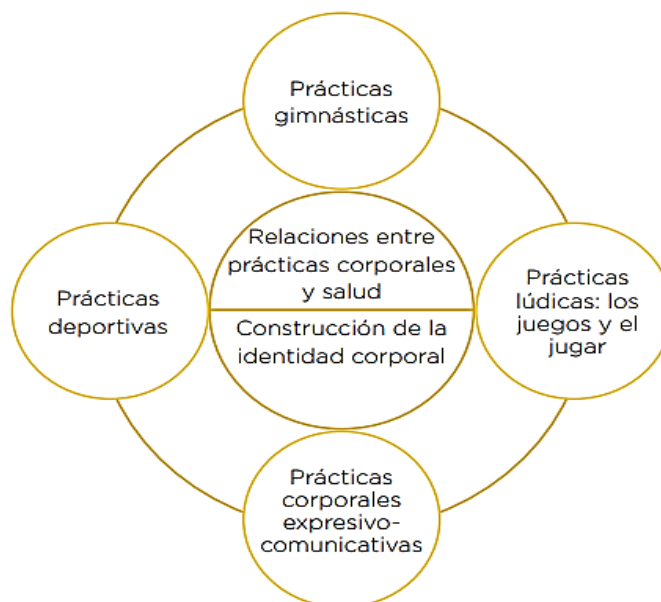 Prácticas
gimnásticas
Relaciones entre
prácticas corporales
y salud
Construcción de la
identidad corporal
Prácticas
deportivas
Prácticas
lúdicas: los
juegos y el
jugar
Prácticas
corporales
expresivo-
comunicativas